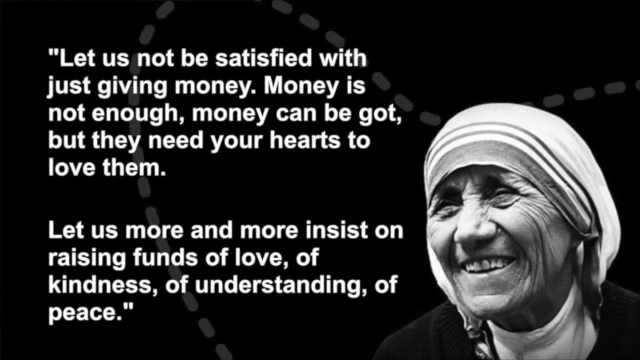 "Let us not be satisfied with
just giving money. Money is
not enough, money can be got,
but they need your hearts to
love them.
Let us more and more insist on
raising funds of love, of
kindness, of understanding, of
peace."